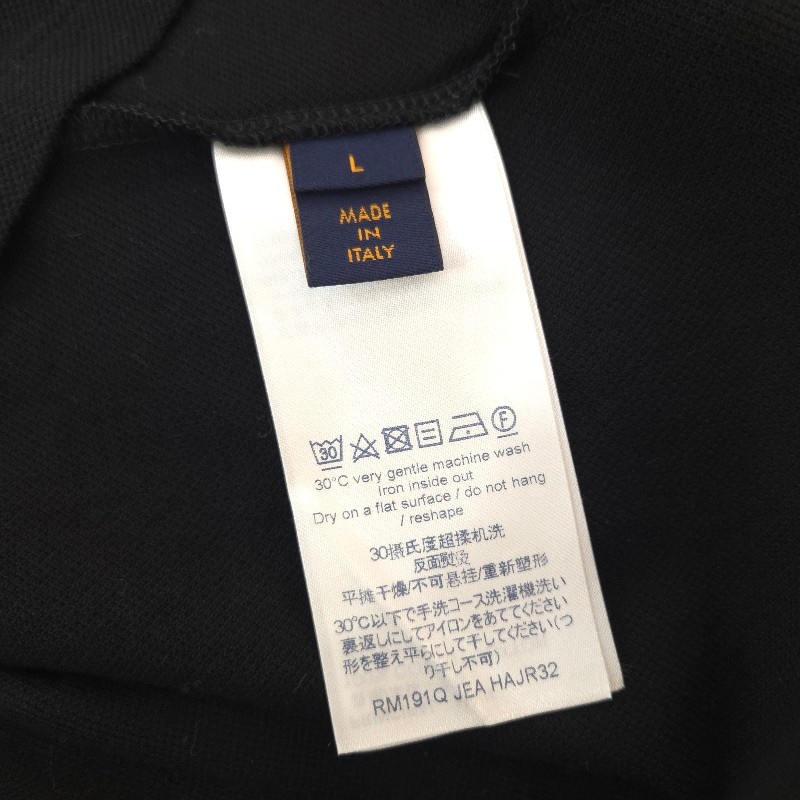 L
MADE
IN
ITALY
30
F
30°C very gentle machine wash
Iron inside out
Dry on a flat surface / do not hang
/ reshape
30摄氏度超揉机洗
反面熨烫
平摊干燥/不可悬挂/重新塑形
30℃以下で手洗コース洗濯機洗い
裏返しにしてアイロンをあててください
形を整え平らにして干してください(つ
り干し不可)
RM191Q JEA HAJR32